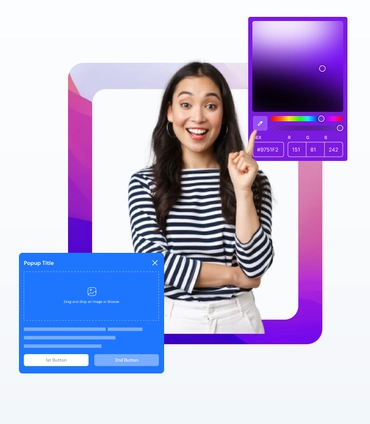 HEX R G B
#9751F2 151 81 242
Popup Title
Drag and drop an image or Browse
1st Button 2nd Button